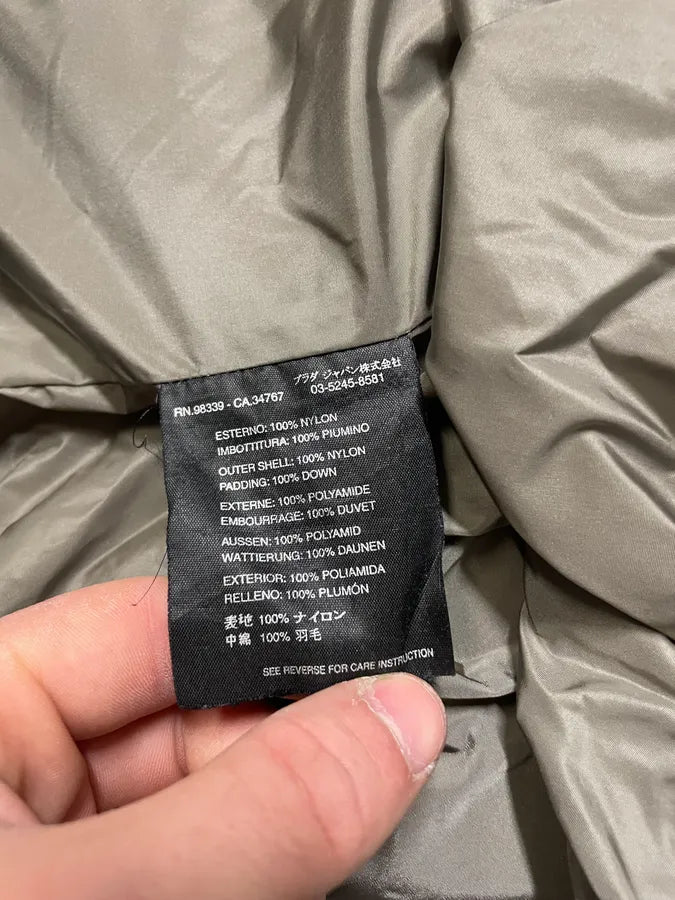 RN.98339 - CA.34767
プラダ ジャパン株式会社
03-5245-8581
ESTERNO: 100% NYLON
IMBOTTITURA: 100% PIUMINO
OUTER SHELL: 100% NYLON
PADDING: 100% DOWN
EXTERNE: 100% POLYAMIDE
EMBOURRAGE: 100% DUVET
AUSSEN: 100% POLYAMID
WATTIERUNG: 100% DAUNEN
EXTERIOR: 100% POLIAMIDA
RELLENO: 100% PLUMÓN
表地 100% ナイロン
中綿 100% 羽毛
SEE REVERSE FOR CARE INSTRUCTION